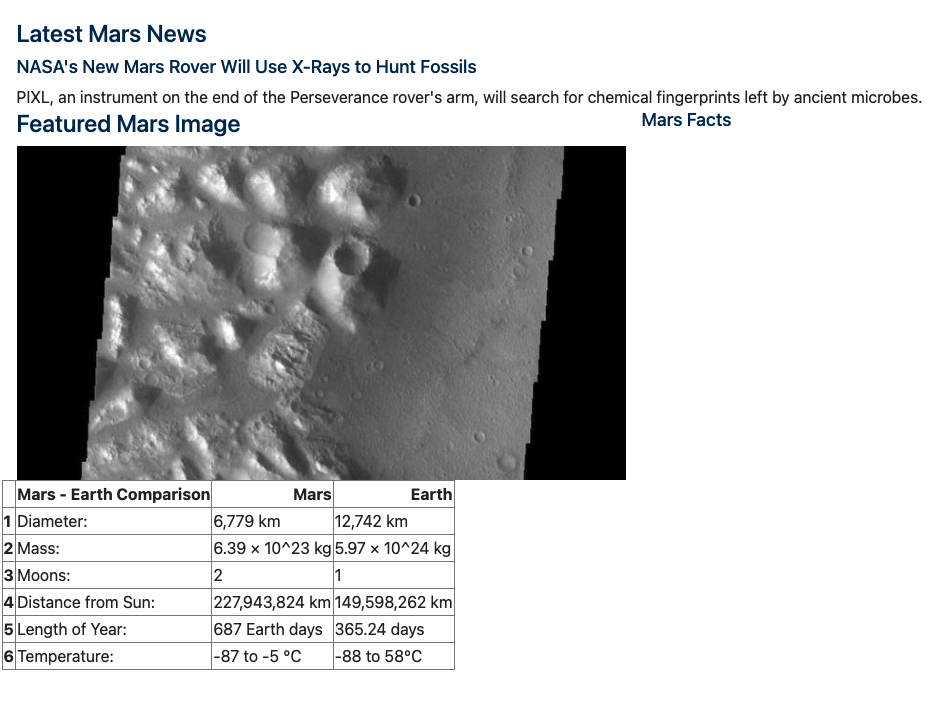 Latest Mars News
NASA's New Mars Rover Will Use X-Rays to Hunt Fossils
PIXL, an instrument on the end of the Perseverance rover's arm, will search for chemical fingerprints left by ancient microbes.
Featured Mars Image
Mars Facts
Mars - Earth Comparison Mars Earth
1 Diameter: 6,779 km 12,742 km
2 Mass: 6.39 × 10^23 kg 5.97 × 10^24 kg
3 Moons: 2 1
4 Distance from Sun: 227,943,824 km 149,598,262 km
5 Length of Year: 687 Earth days 365.24 days
6 Temperature: -87 to -5 °C -88 to 58°C